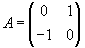 A = ( 0 1
-1 0 )